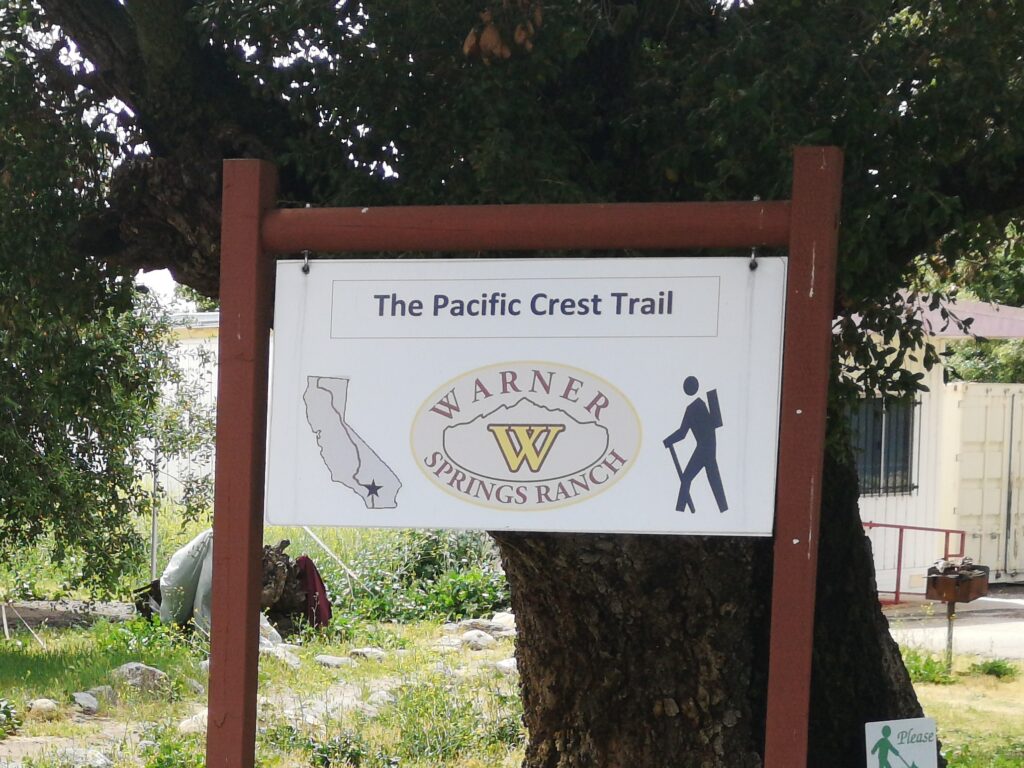 The Pacific Crest Trail
WARNER
W
SPRINGS RANCH
Please